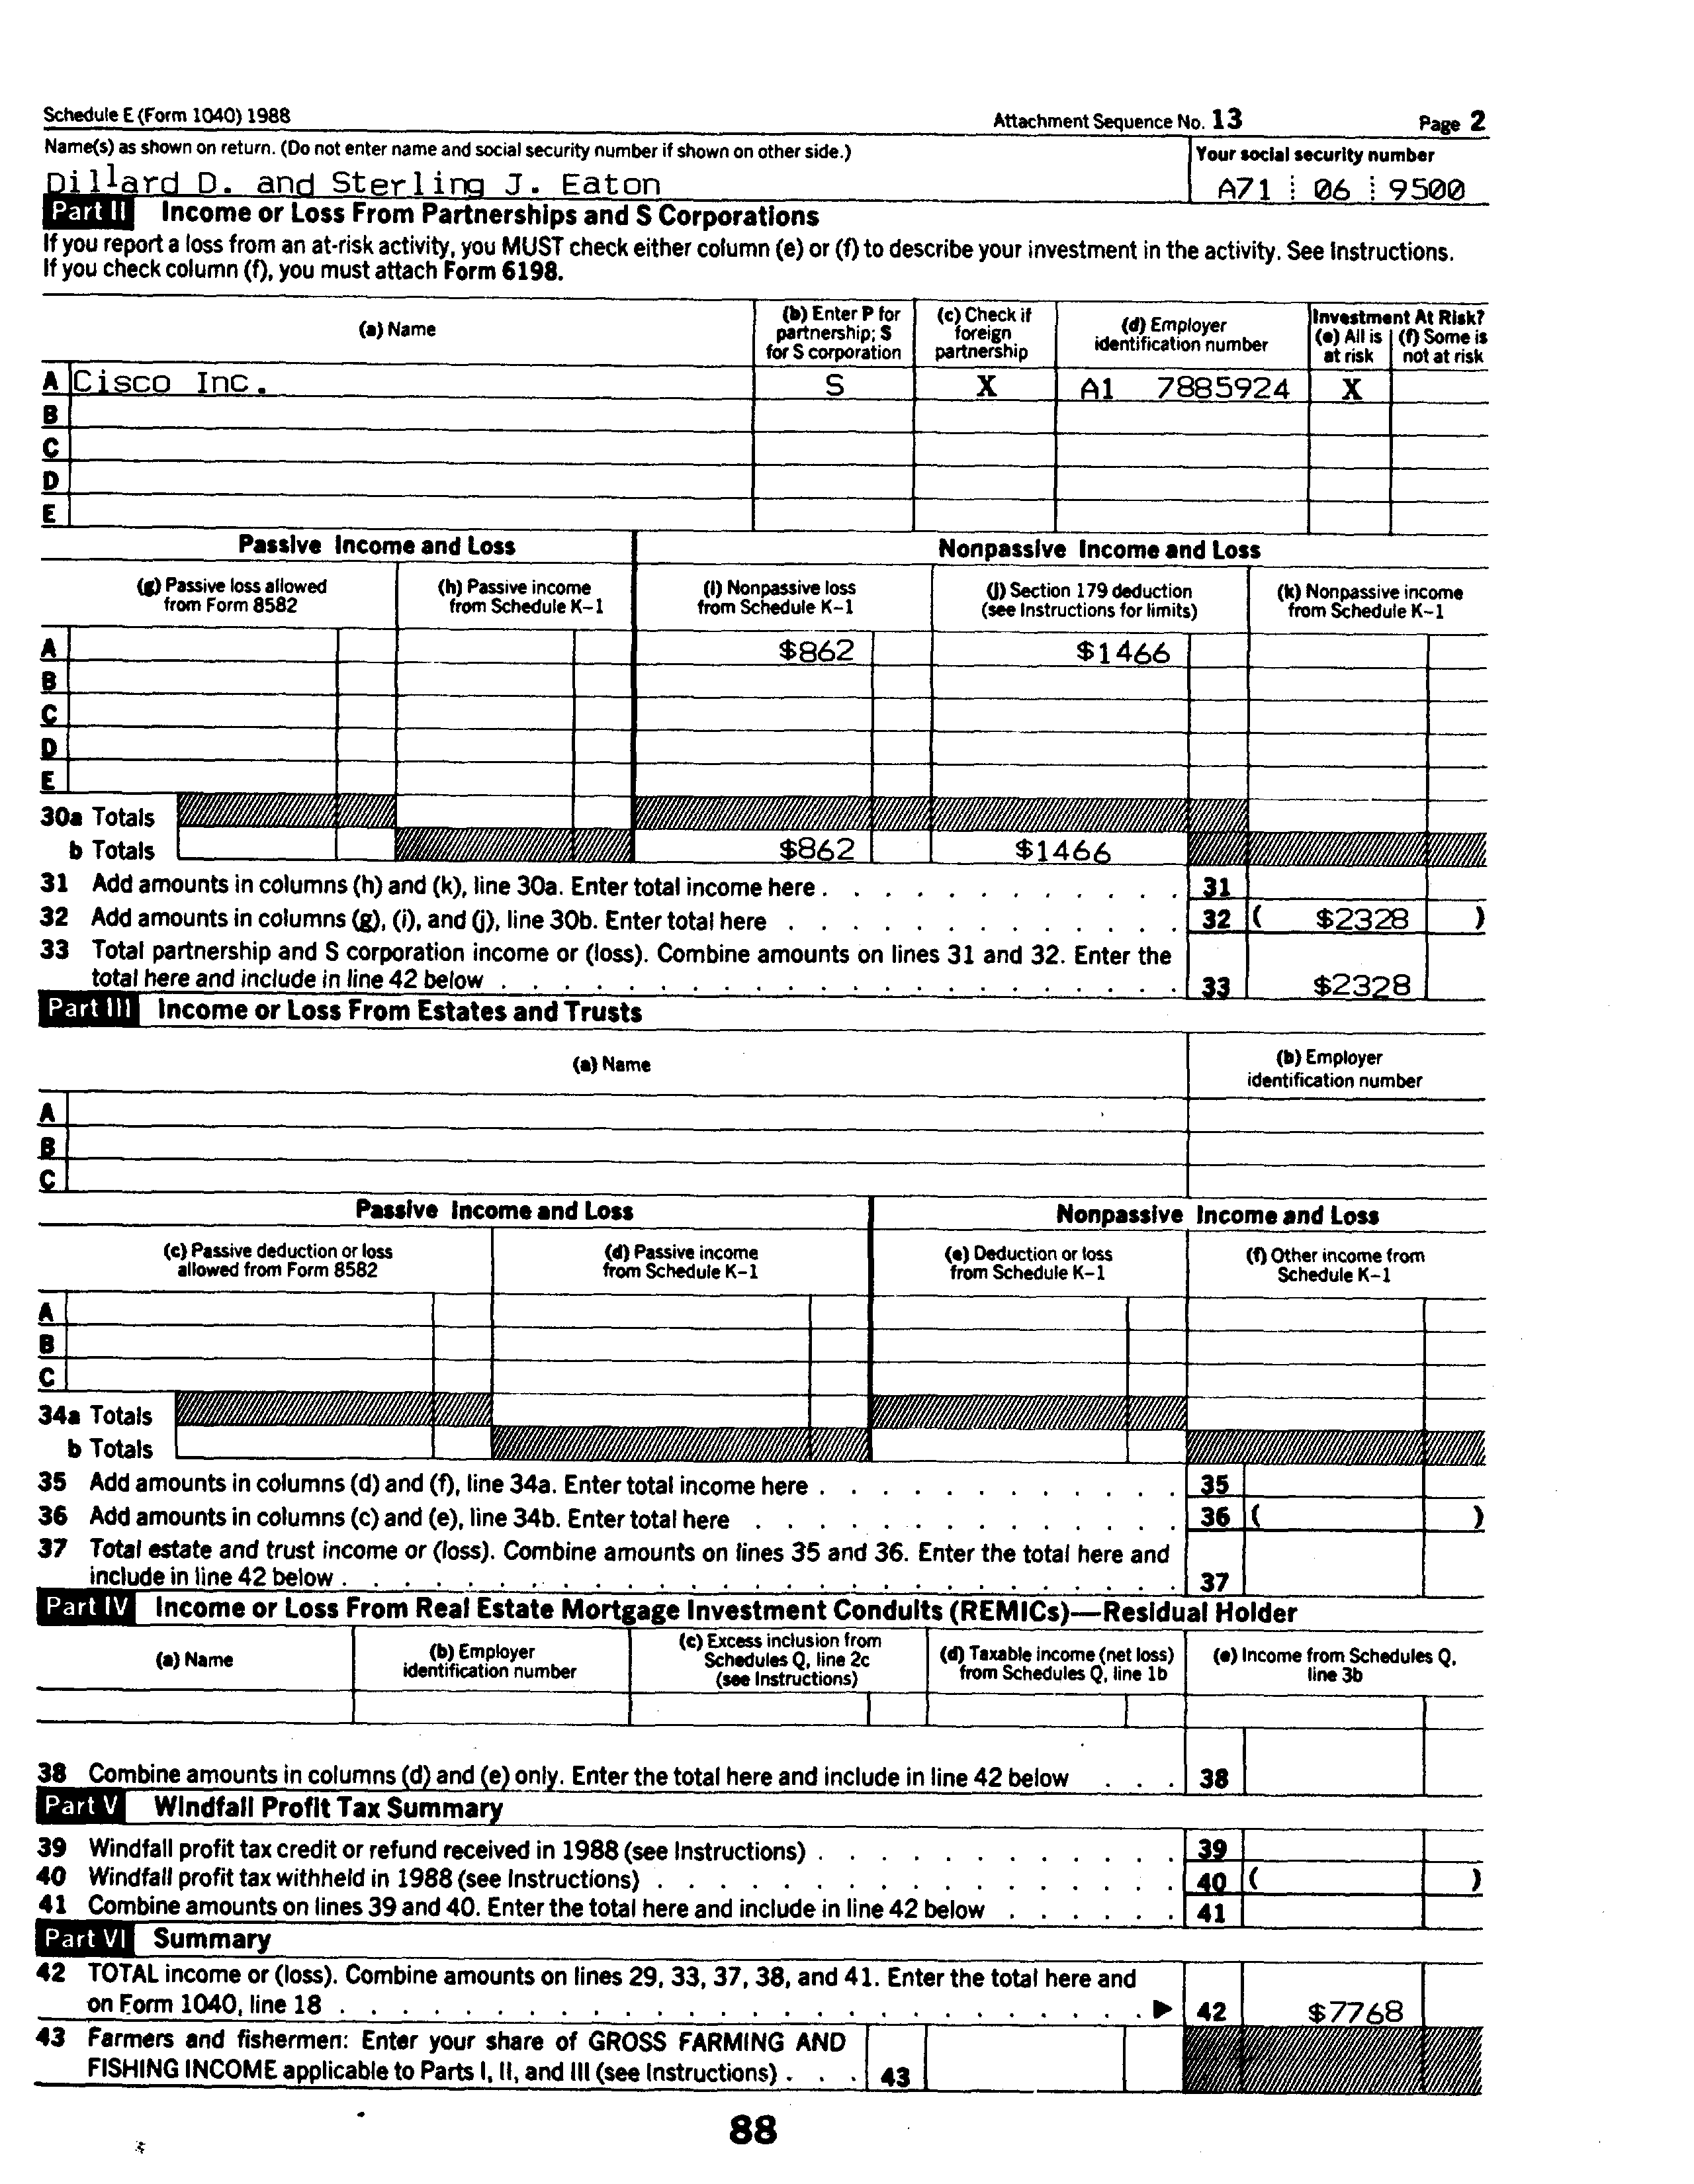 Schedule E (Form 1040) 1988 Attachment Sequence No. 13 Page 2
Name(s) as shown on return. (Do not enter name and social security number if shown on other side.) Your social security number
Dillard D. and Sterling J. Eaton A71 06 9500
Part II Income or Loss From Partnerships and S Corporations
If you report a loss from an at-risk activity, you MUST check either column (e) or (f) to describe your investment in the activity. See Instructions.
If you check column (f), you must attach Form 6198.
(a) Name
(b) Enter P for partnership; S for S corporation
(c) Check if foreign partnership
(d) Employer identification number
Investment At Risk?
(e) All is at risk
(f) Some is not at risk
A Cisco Inc. S X A1 7885924 X
B
C
D
E
Passive Income and Loss Nonpassive Income and Loss
(g) Passive loss allowed from Form 8582
(h) Passive income from Schedule K-1
(i) Nonpassive loss from Schedule K-1
(j) Section 179 deduction (see Instructions for limits)
(k) Nonpassive income from Schedule K-1
A $862 $1466
B
C
D
E
30a Totals
b Totals $862 $1466
31 Add amounts in columns (h) and (k), line 30a. Enter total income here . . . . . . . . . . . . 31
32 Add amounts in columns (g), (i), and (j), line 30b. Enter total here . . . . . . . . . . . . . 32 ( $2328 )
33 Total partnership and S corporation income or (loss). Combine amounts on lines 31 and 32. Enter the
total here and include in line 42 below . . . . . . . . . . . . . . . . . . . . . . 33 $2328
Part III Income or Loss From Estates and Trusts
(a) Name
(b) Employer identification number
A
B
C
Passive Income and Loss Nonpassive Income and Loss
(c) Passive deduction or loss allowed from Form 8582
(d) Passive income from Schedule K-1
(e) Deduction or loss from Schedule K-1
(f) Other income from Schedule K-1
A
B
C
34a Totals
b Totals
35 Add amounts in columns (d) and (f), line 34a. Enter total income here . . . . . . . . . . . . 35
36 Add amounts in columns (c) and (e), line 34b. Enter total here . . . . . . . . . . . . . . 36 ( )
37 Total estate and trust income or (loss). Combine amounts on lines 35 and 36. Enter the total here and
include in line 42 below . . . . . . . . . . . . . . . . . . . . . . . . . . . 37
Part IV Income or Loss From Real Estate Mortgage Investment Conduits (REMICs)—Residual Holder
(a) Name
(b) Employer identification number
(c) Excess inclusion from Schedules Q, line 2c (see Instructions)
(d) Taxable income (net loss) from Schedules Q, line 1b
(e) Income from Schedules Q, line 3b
38 Combine amounts in columns (d) and (e) only. Enter the total here and include in line 42 below . . . 38
Part V Windfall Profit Tax Summary
39 Windfall profit tax credit or refund received in 1988 (see Instructions) . . . . . . . . . . . . 39
40 Windfall profit tax withheld in 1988 (see Instructions) . . . . . . . . . . . . . . . . . 40 ( )
41 Combine amounts on lines 39 and 40. Enter the total here and include in line 42 below . . . . . . 41
Part VI Summary
42 TOTAL income or (loss). Combine amounts on lines 29, 33, 37, 38, and 41. Enter the total here and
on Form 1040, line 18 . . . . . . . . . . . . . . . . . . . . . . . . . . ▶ 42 $7768
43 Farmers and fishermen: Enter your share of GROSS FARMING AND
FISHING INCOME applicable to Parts I, II, and III (see Instructions) . . . 43
88